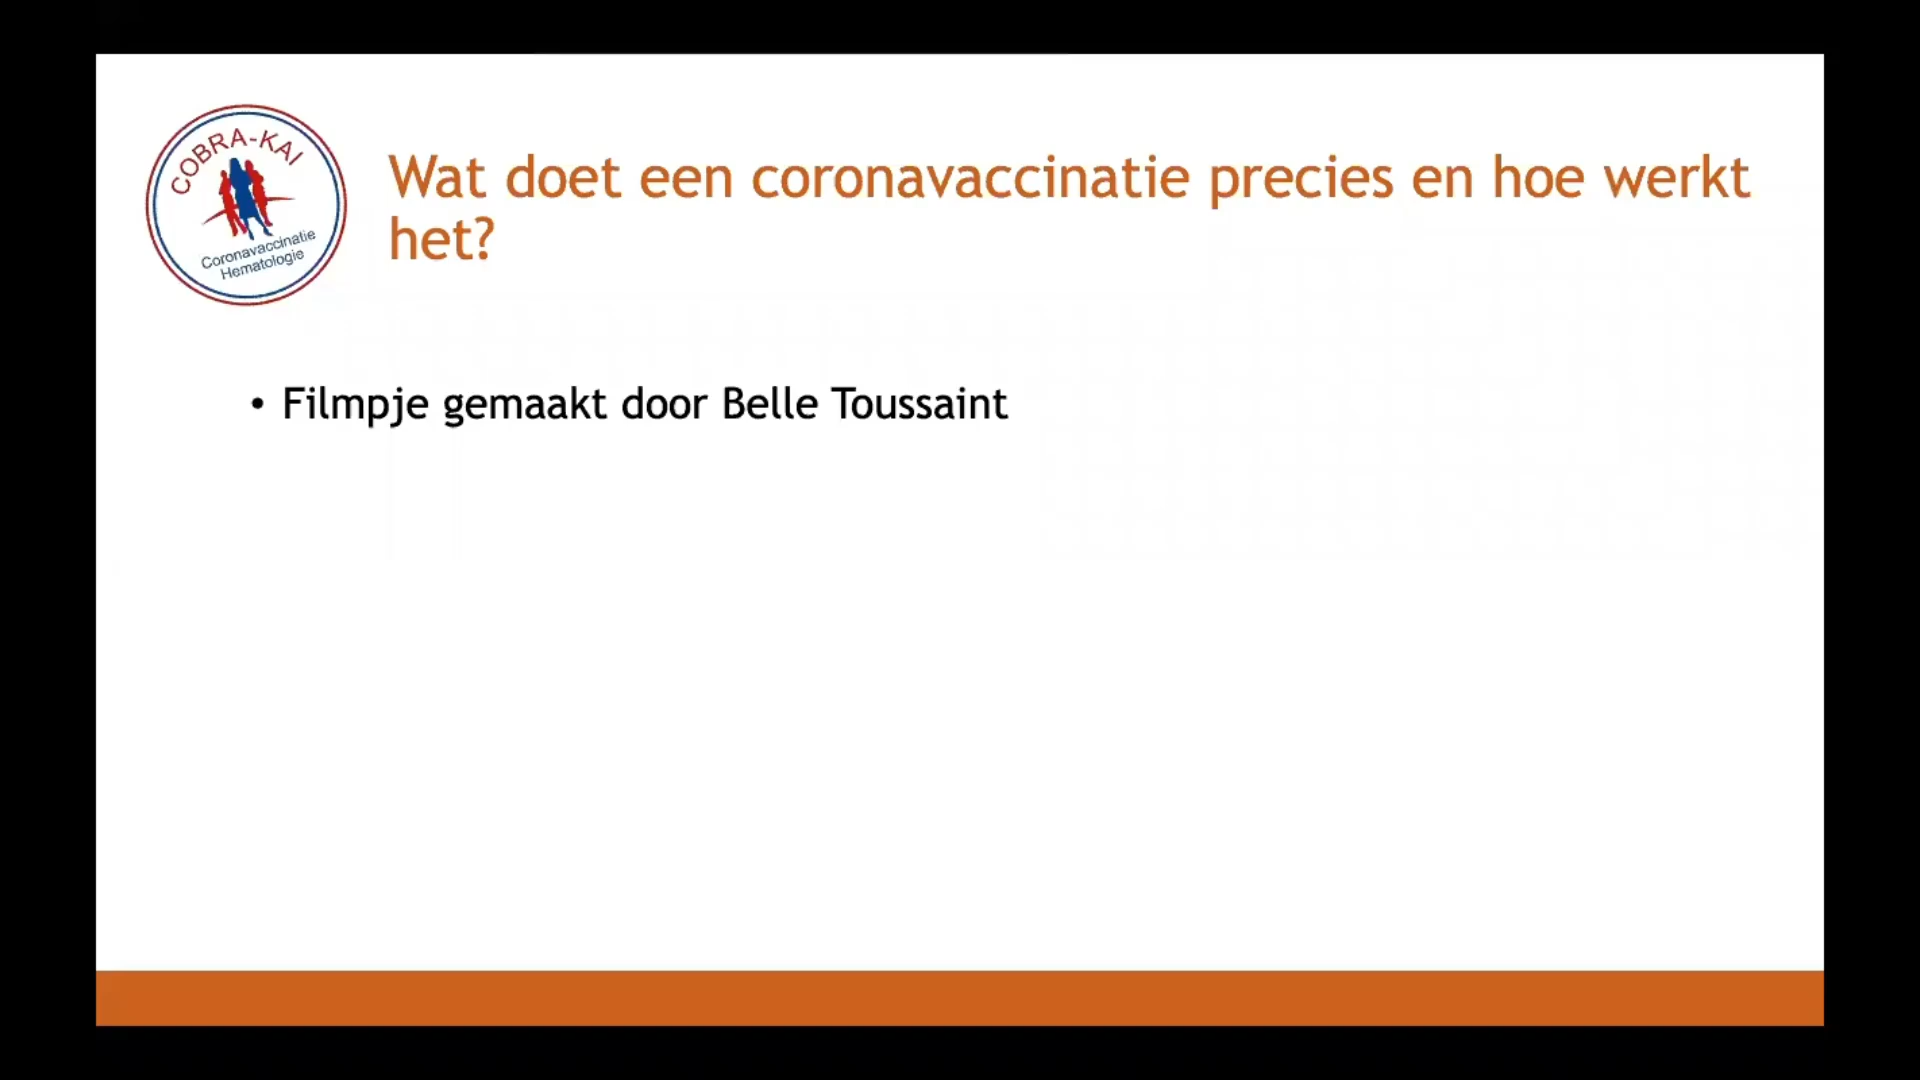 COBRA-KAI
Coronavaccinatie
Hematologie
Wat doet een coronavaccinatie precies en hoe werkt
het?
• Filmpje gemaakt door Belle Toussaint